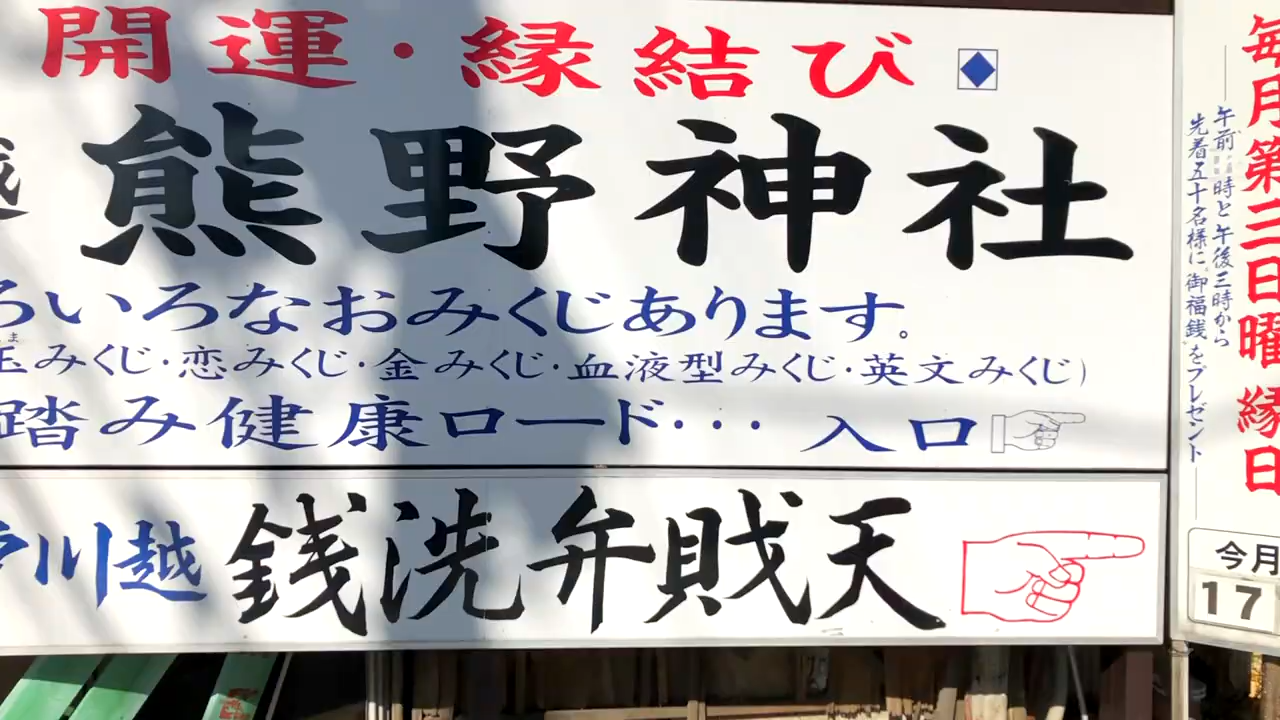 開運・縁結び
越 熊野神社
ろいろなおみくじあります。
玉みくじ・恋みくじ・金みくじ・血液型みくじ・英文みくじ)
踏み健康ロード・・・入口
川越 銭洗弁財天
毎月第三日曜縁日
午前 時と午後三時から
先着五十名様に、御福銭をプレゼント
今月
17